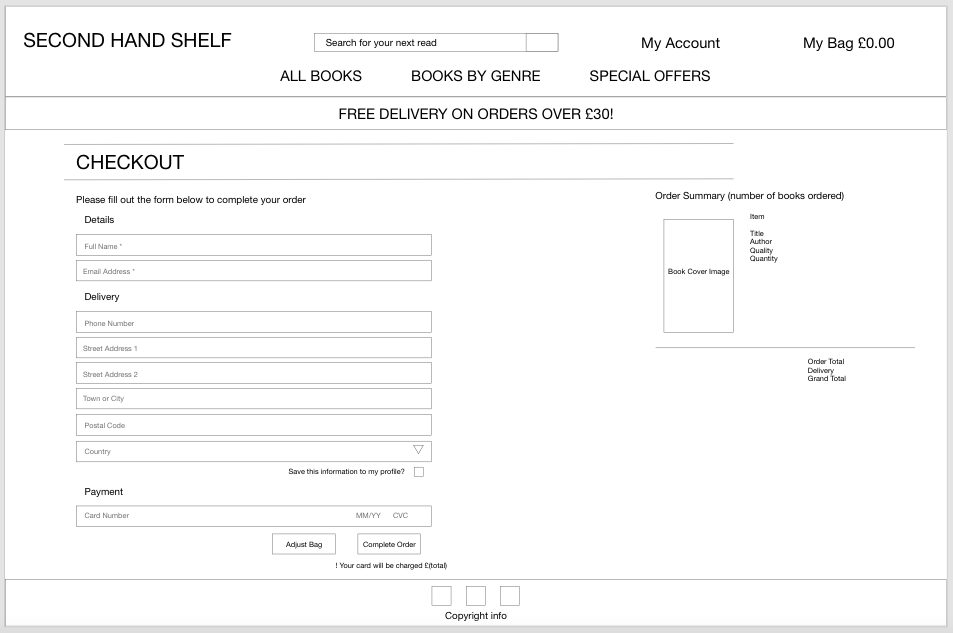 SECOND HAND SHELF
Search for your next read
My Account
My Bag £0.00
ALL BOOKS
BOOKS BY GENRE
SPECIAL OFFERS
FREE DELIVERY ON ORDERS OVER £30!
CHECKOUT
Please fill out the form below to complete your order
Details
Full Name *
Email Address *
Delivery
Phone Number
Street Address 1
Street Address 2
Town or City
Postal Code
Country
Save this information to my profile?
Payment
Card Number
MM/YY
CVC
Adjust Bag
Complete Order
! Your card will be charged £(total)
Order Summary (number of books ordered)
Book Cover Image
Item
Title
Author
Quality
Quantity
Order Total
Delivery
Grand Total
Copyright info